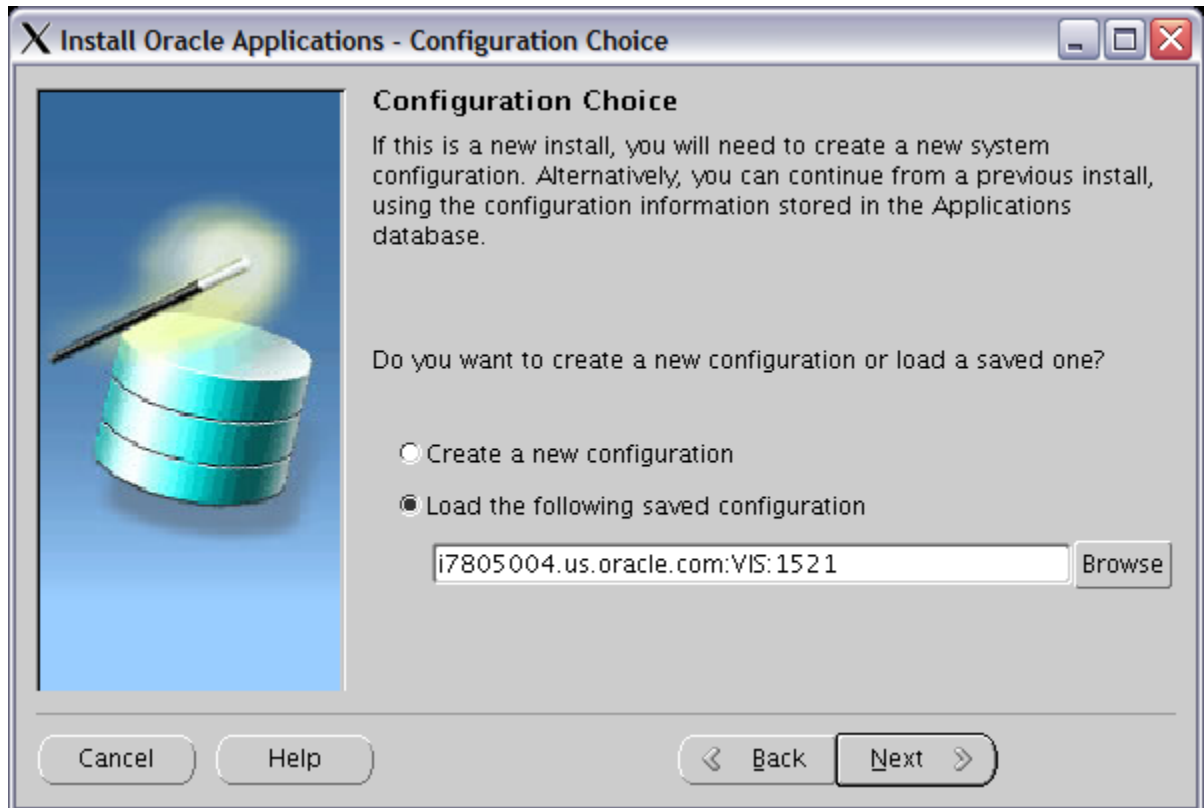 Install Oracle Applications - Configuration Choice
Configuration Choice
If this is a new install, you will need to create a new system
configuration. Alternatively, you can continue from a previous install,
using the configuration information stored in the Applications
database.
Do you want to create a new configuration or load a saved one?
Create a new configuration
Load the following saved configuration
i7805004.us.oracle.com:VIS:1521
Browse
Cancel
Help
Back
Next